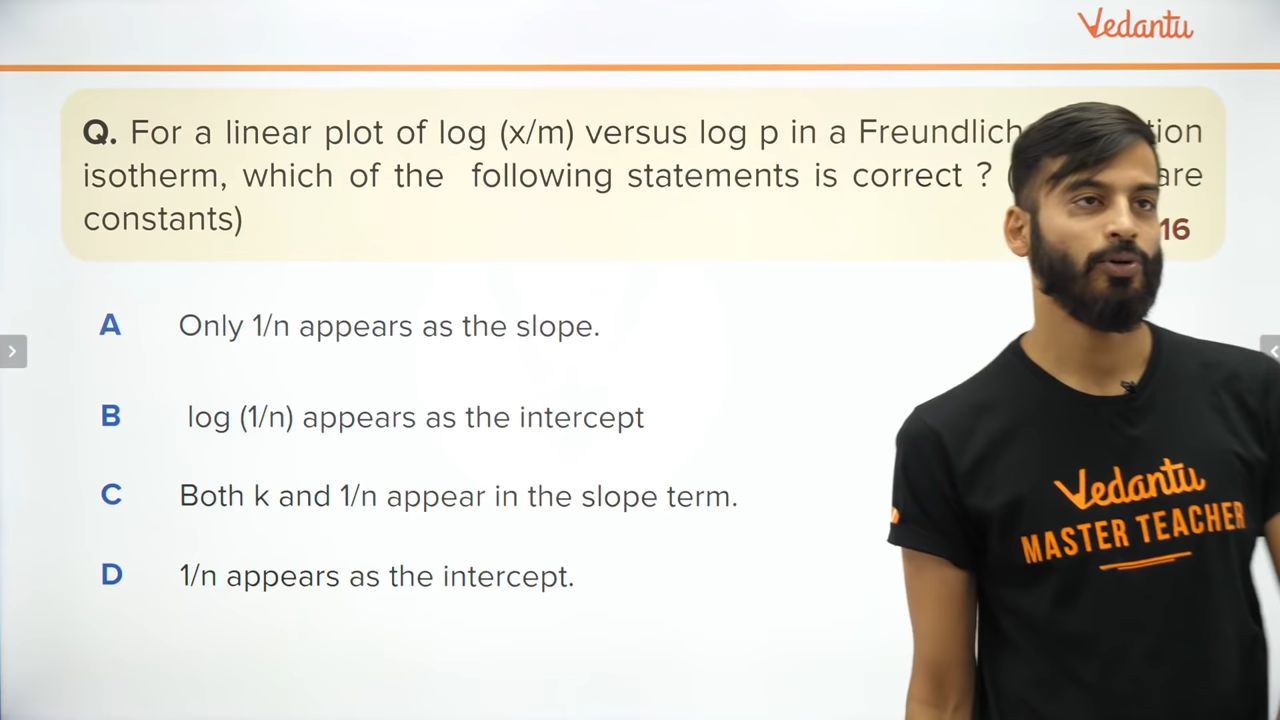 Vedantu
Q. For a linear plot of log (x/m) versus log p in a Freundlich tion
isotherm, which of the following statements is correct ? ( are
constants)
16
A Only 1/n appears as the slope.
B log (1/n) appears as the intercept
C Both k and 1/n appear in the slope term.
D 1/n appears as the intercept.
Vedantu
MASTER TEACHER